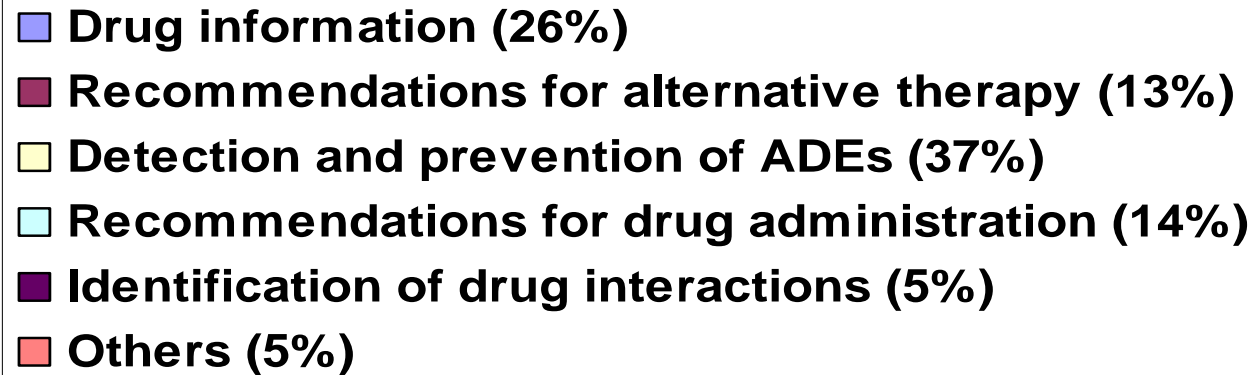 Drug information (26%)
Recommendations for alternative therapy (13%)
Detection and prevention of ADEs (37%)
Recommendations for drug administration (14%)
Identification of drug interactions (5%)
Others (5%)